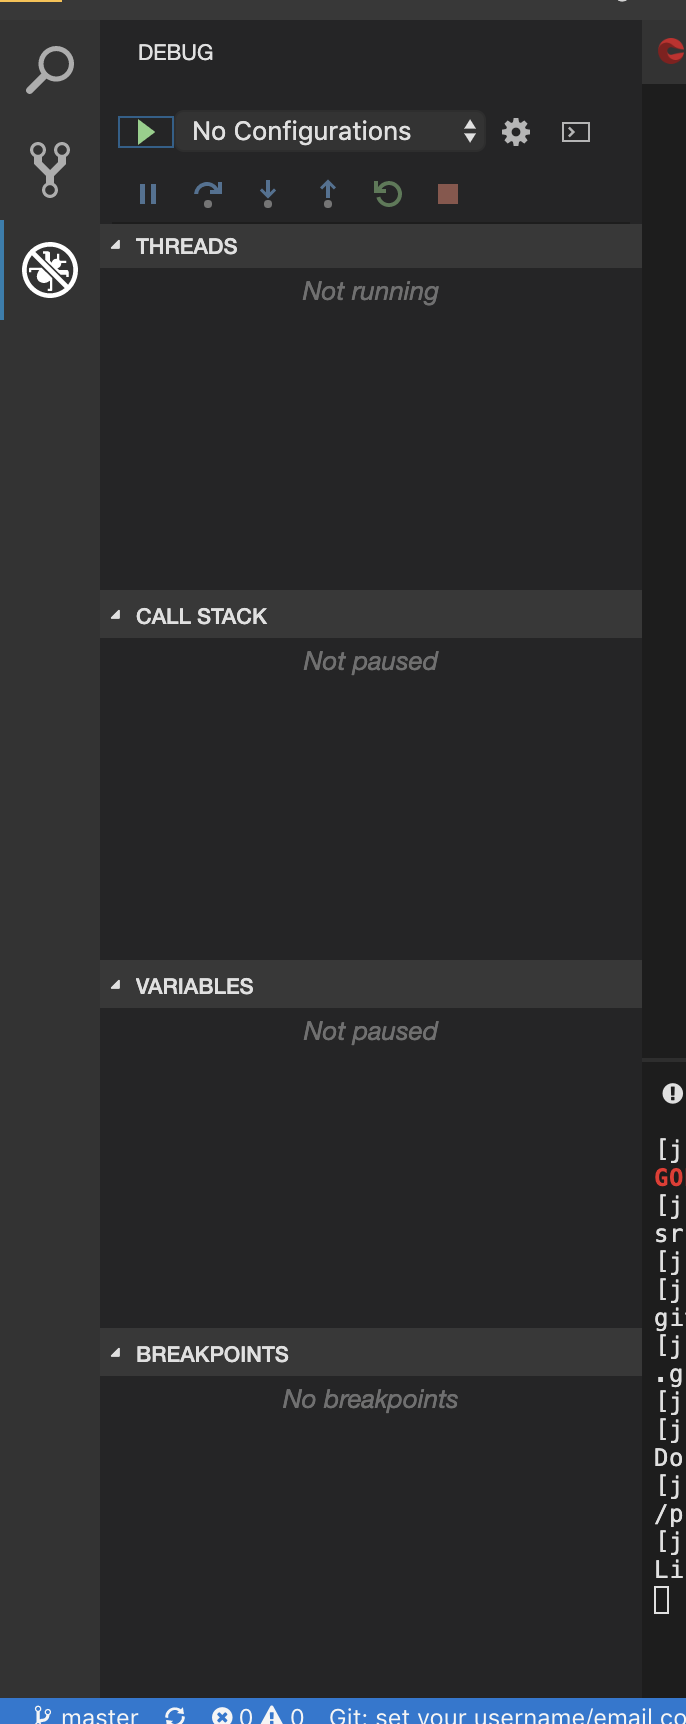 DEBUG
No Configurations
THREADS
Not running
CALL STACK
Not paused
VARIABLES
Not paused
BREAKPOINTS
No breakpoints
[j
GO
[j
sr
[j
[j
gi
[j
.g
[j
[j
Do
[j
/p
[j
Li
master 0 0 Git: set your username/email co